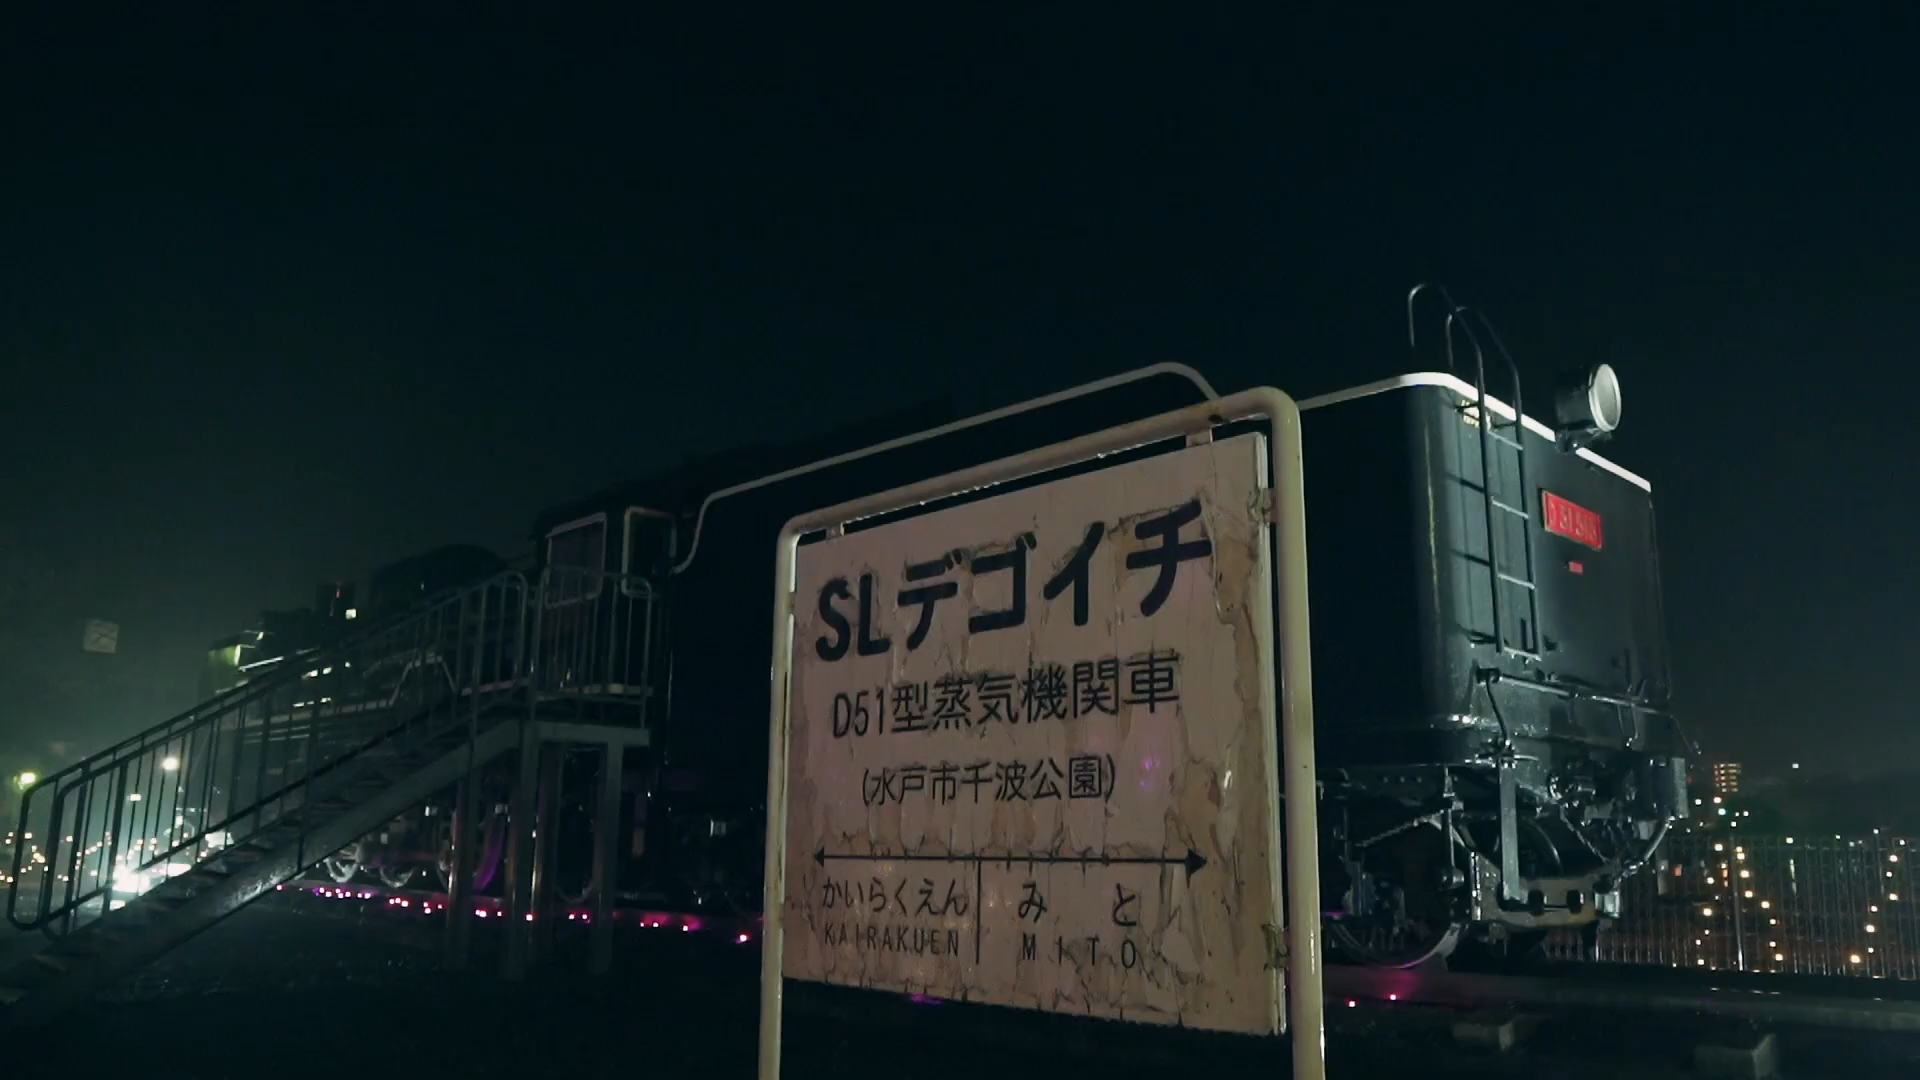 SLデゴイチ
D51型蒸気機関車
(水戸市千波公園)
かいらくえん みと
KAIRAKUEN MITO